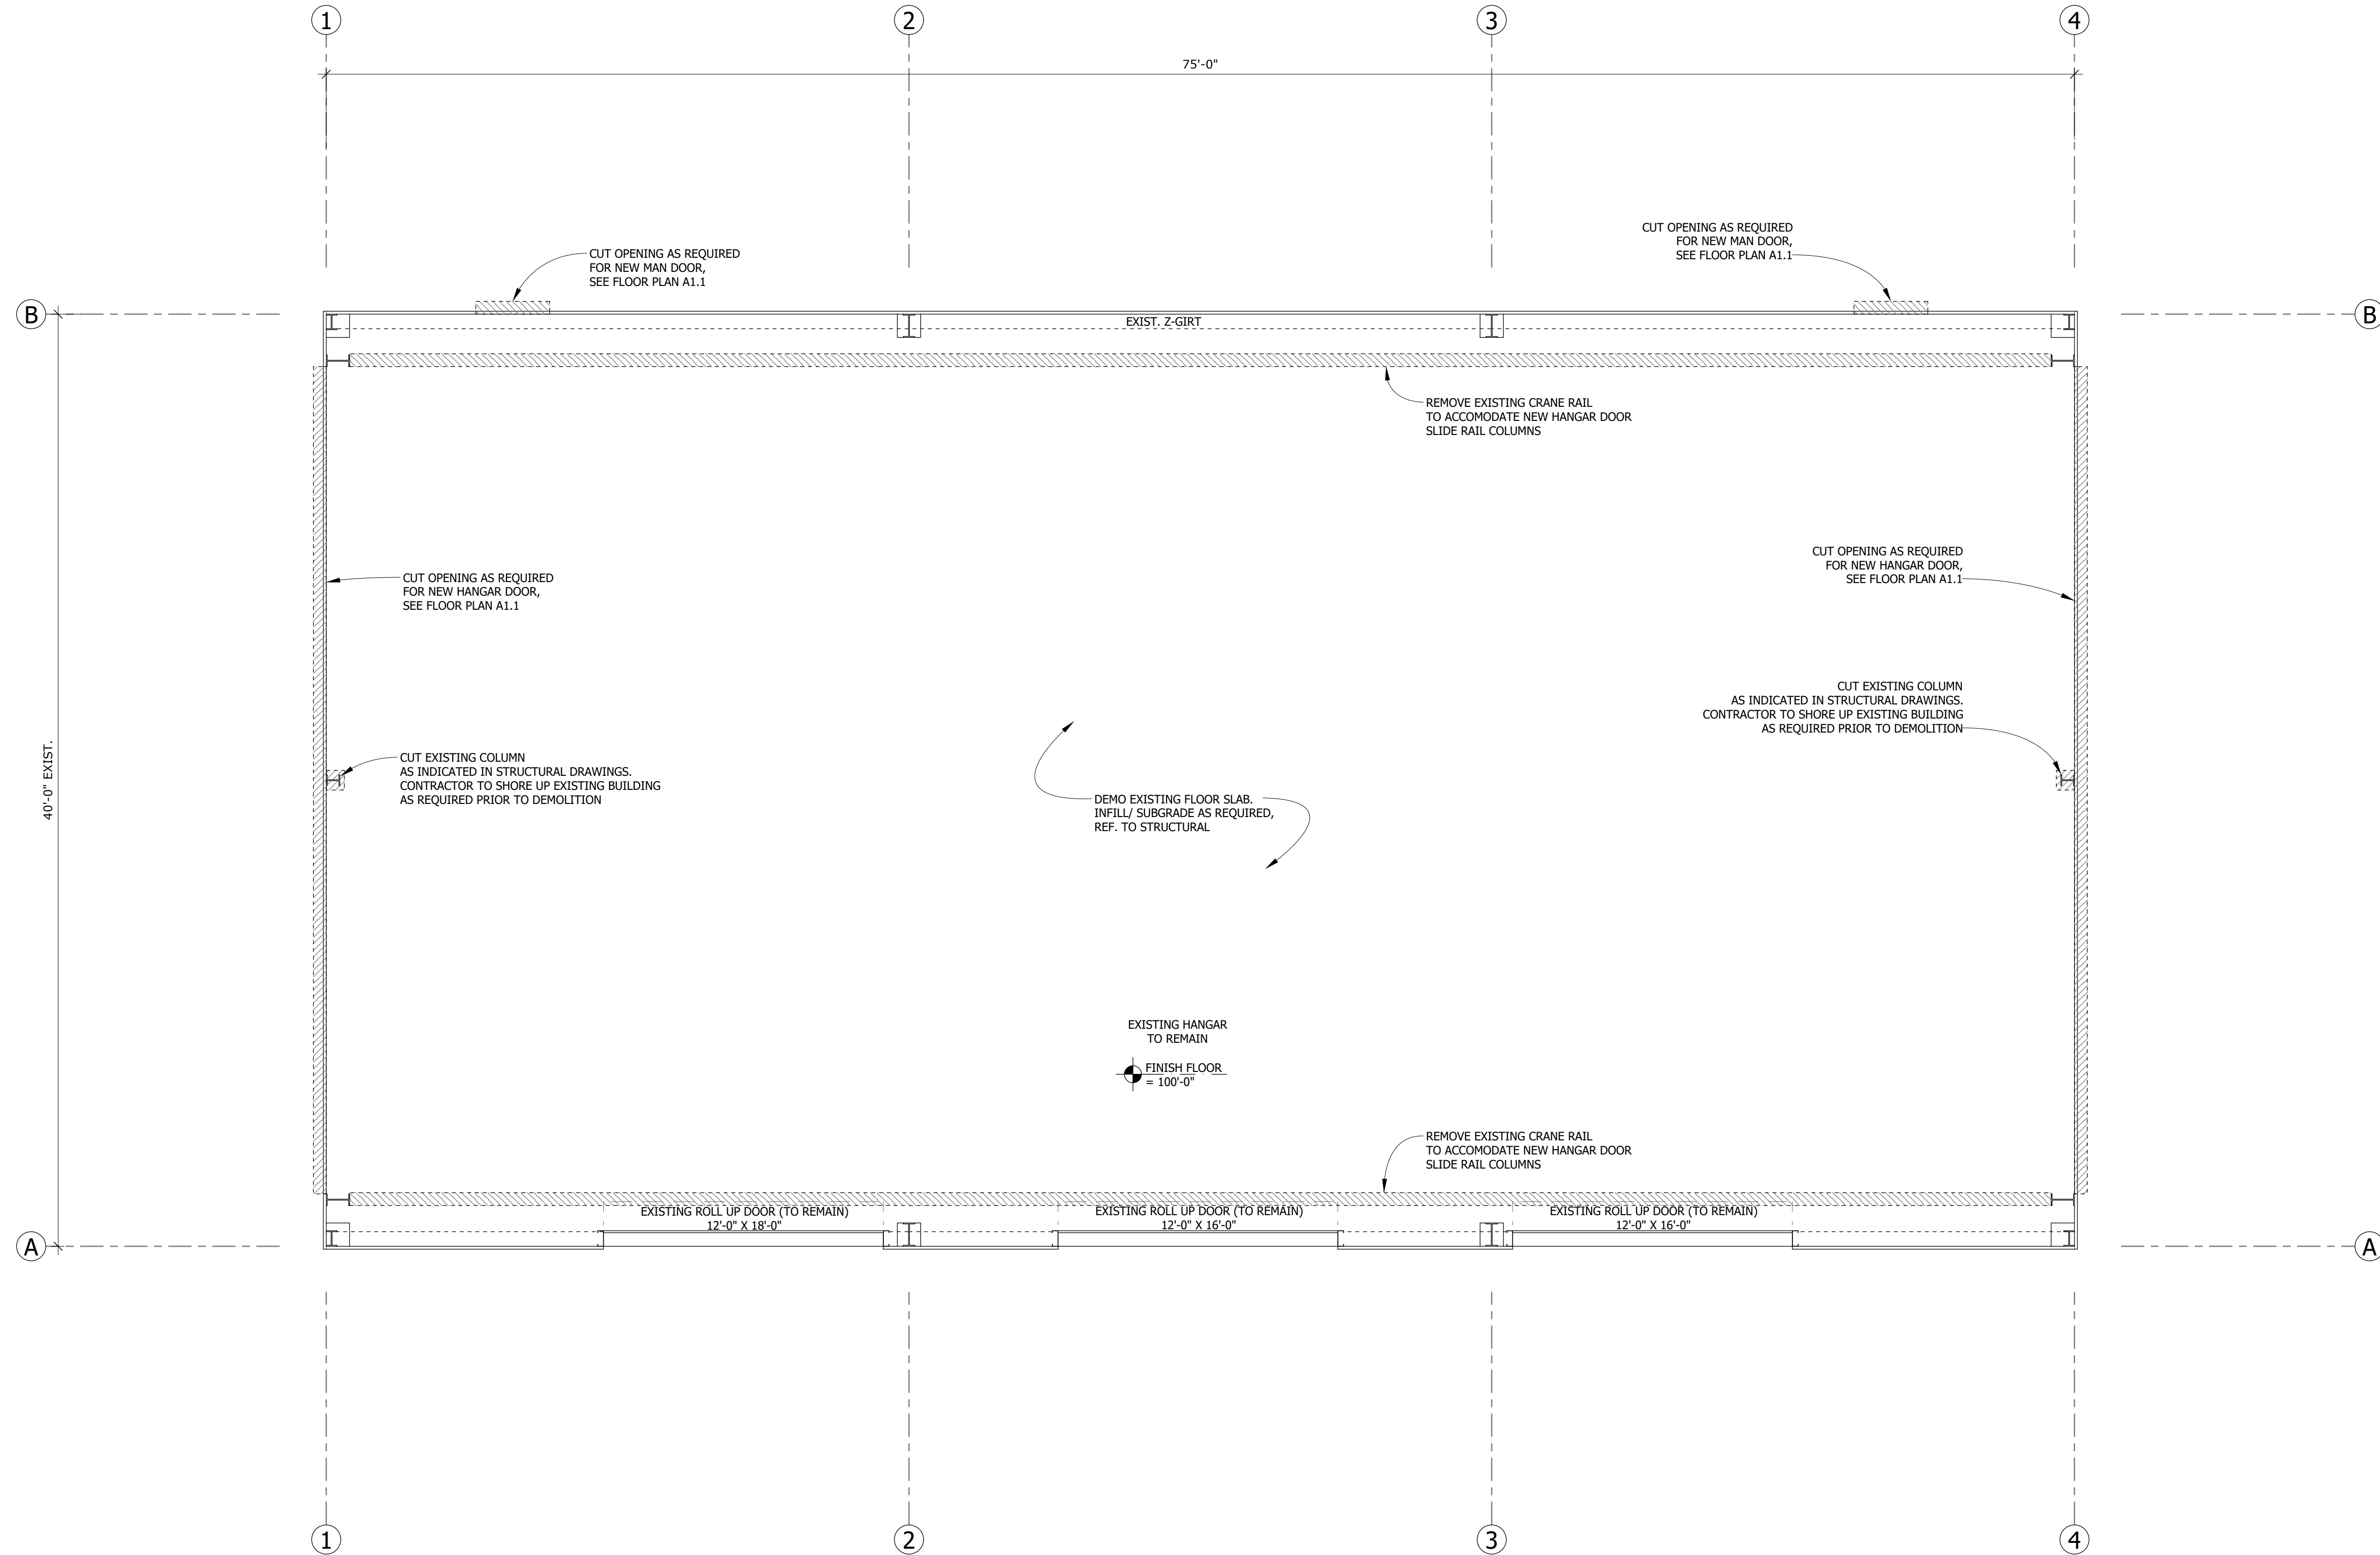 1
2
3
4
75'-0"
CUT OPENING AS REQUIRED
FOR NEW MAN DOOR,
SEE FLOOR PLAN A1.1
CUT OPENING AS REQUIRED
FOR NEW MAN DOOR,
SEE FLOOR PLAN A1.1
B
B
EXIST. Z-GIRT
REMOVE EXISTING CRANE RAIL
TO ACCOMODATE NEW HANGAR DOOR
SLIDE RAIL COLUMNS
CUT OPENING AS REQUIRED
FOR NEW HANGAR DOOR,
SEE FLOOR PLAN A1.1
CUT OPENING AS REQUIRED
FOR NEW HANGAR DOOR,
SEE FLOOR PLAN A1.1
CUT EXISTING COLUMN
AS INDICATED IN STRUCTURAL DRAWINGS.
CONTRACTOR TO SHORE UP EXISTING BUILDING
AS REQUIRED PRIOR TO DEMOLITION
40'-0" EXIST.
CUT EXISTING COLUMN
AS INDICATED IN STRUCTURAL DRAWINGS.
CONTRACTOR TO SHORE UP EXISTING BUILDING
AS REQUIRED PRIOR TO DEMOLITION
DEMO EXISTING FLOOR SLAB.
INFILL/ SUBGRADE AS REQUIRED,
REF. TO STRUCTURAL
EXISTING HANGAR
TO REMAIN
FINISH FLOOR
= 100'-0"
REMOVE EXISTING CRANE RAIL
TO ACCOMODATE NEW HANGAR DOOR
SLIDE RAIL COLUMNS
EXISTING ROLL UP DOOR (TO REMAIN)
12'-0" X 18'-0"
EXISTING ROLL UP DOOR (TO REMAIN)
12'-0" X 16'-0"
EXISTING ROLL UP DOOR (TO REMAIN)
12'-0" X 16'-0"
A
A
1
2
3
4